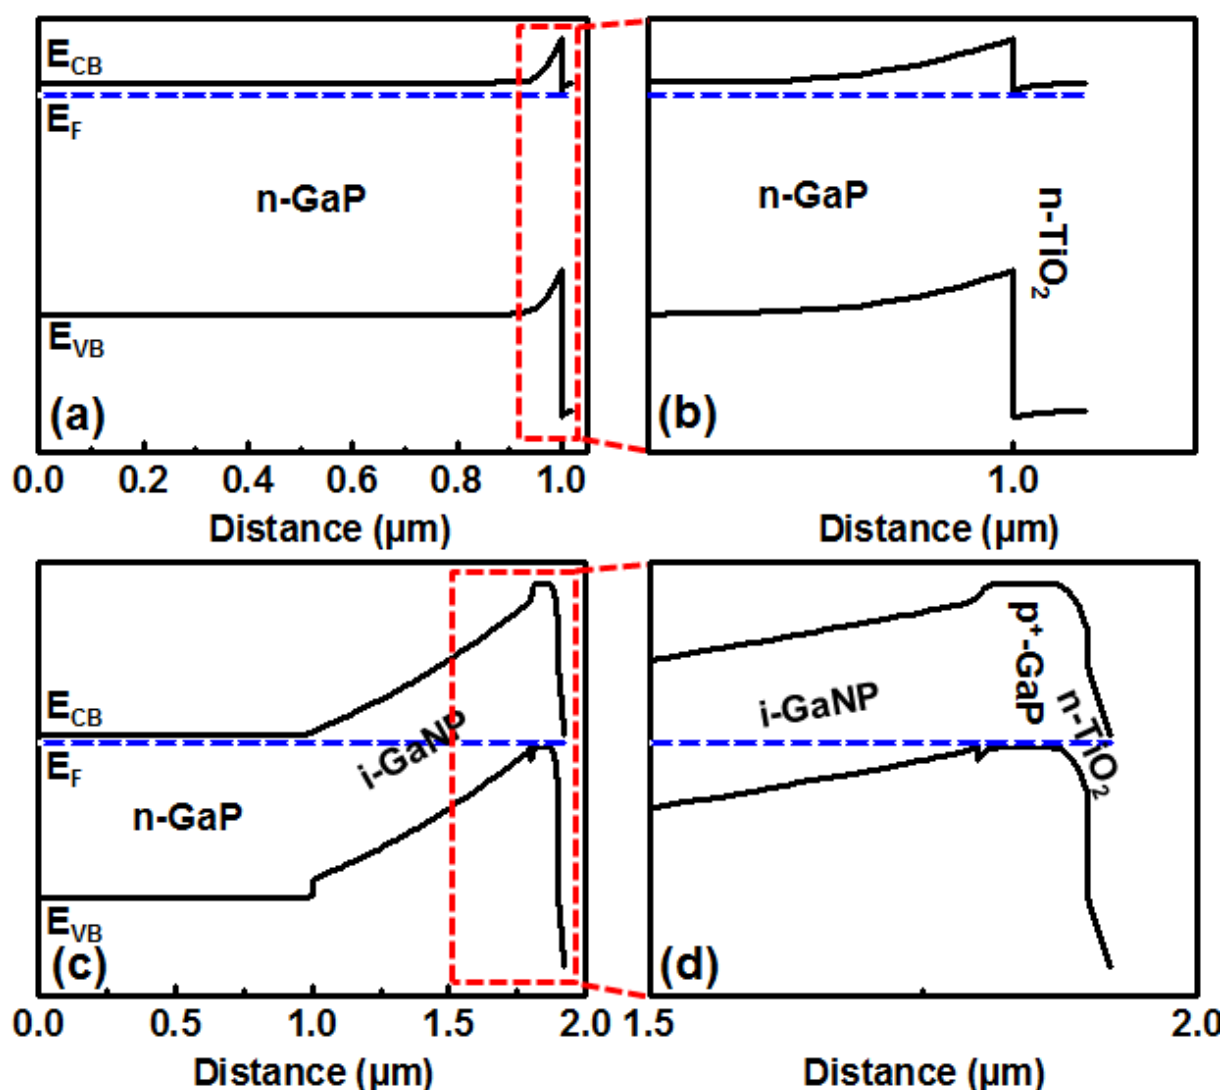 E_CB
E_F
n-GaP
E_VB
(a)
0.0 0.2 0.4 0.6 0.8 1.0
Distance (µm)
n-GaP
n-TiO₂
(b)
1.0
Distance (µm)
E_CB
E_F
i-GaNP
n-GaP
E_VB
(c)
0.0 0.5 1.0 1.5 2.0
Distance (µm)
i-GaNP
p⁺-GaP
n-TiO₂
(d)
1.5 2.0
Distance (µm)